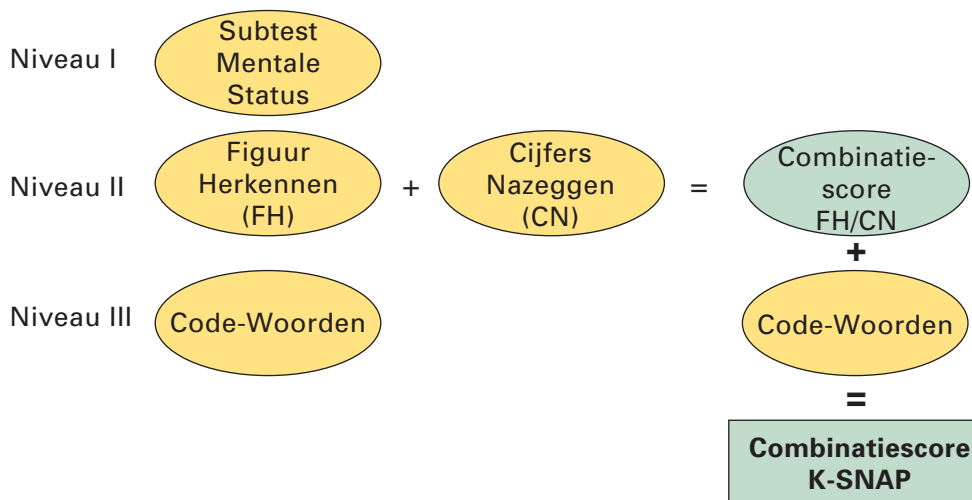 Niveau I
Subtest
Mentale
Status
Niveau II
Figuur
Herkennen
(FH)
+
Cijfers
Nazeggen
(CN)
=
Combinatie-
score
FH/CN
+
Niveau III
Code-Woorden
Code-Woorden
=
Combinatiescore
K-SNAP